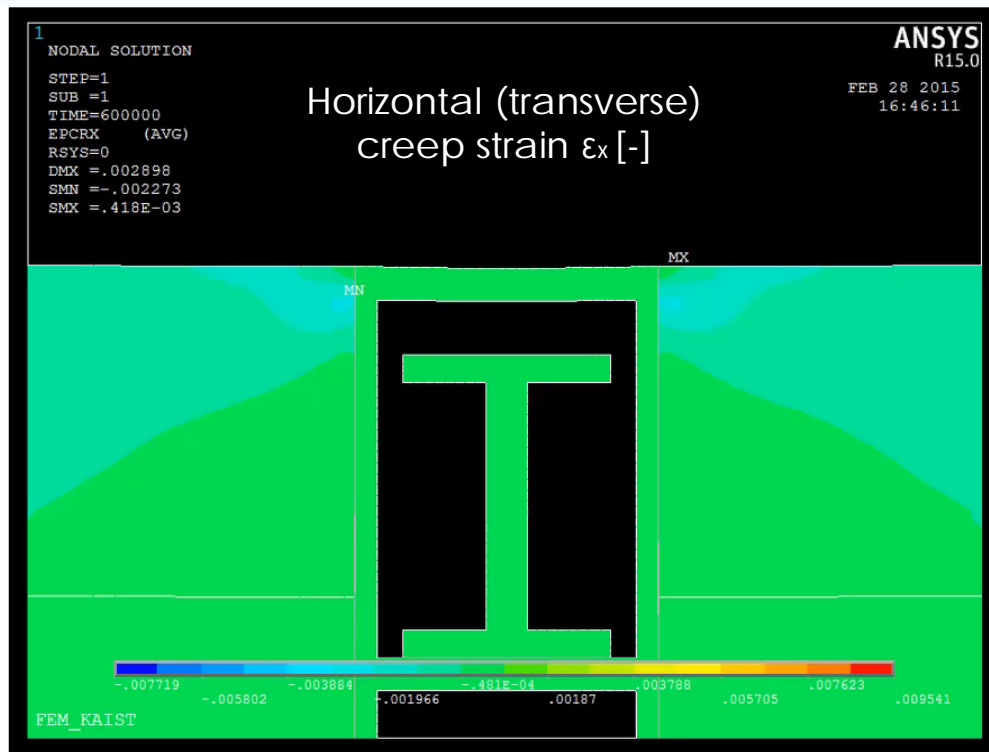 1
NODAL SOLUTION
STEP=1
SUB =1
TIME=600000
EPCRX (AVG)
RSYS=0
DMX =.002898
SMN =-.002273
SMX =.418E-03
ANSYS
R15.0
FEB 28 2015
16:46:11
Horizontal (transverse)
creep strain εx [-]
MX
MN
-.007719 -.003884 -.481E-04 .003788 .007623
-.005802 -.001966 .00187 .005705 .009541
FEM_KAIST